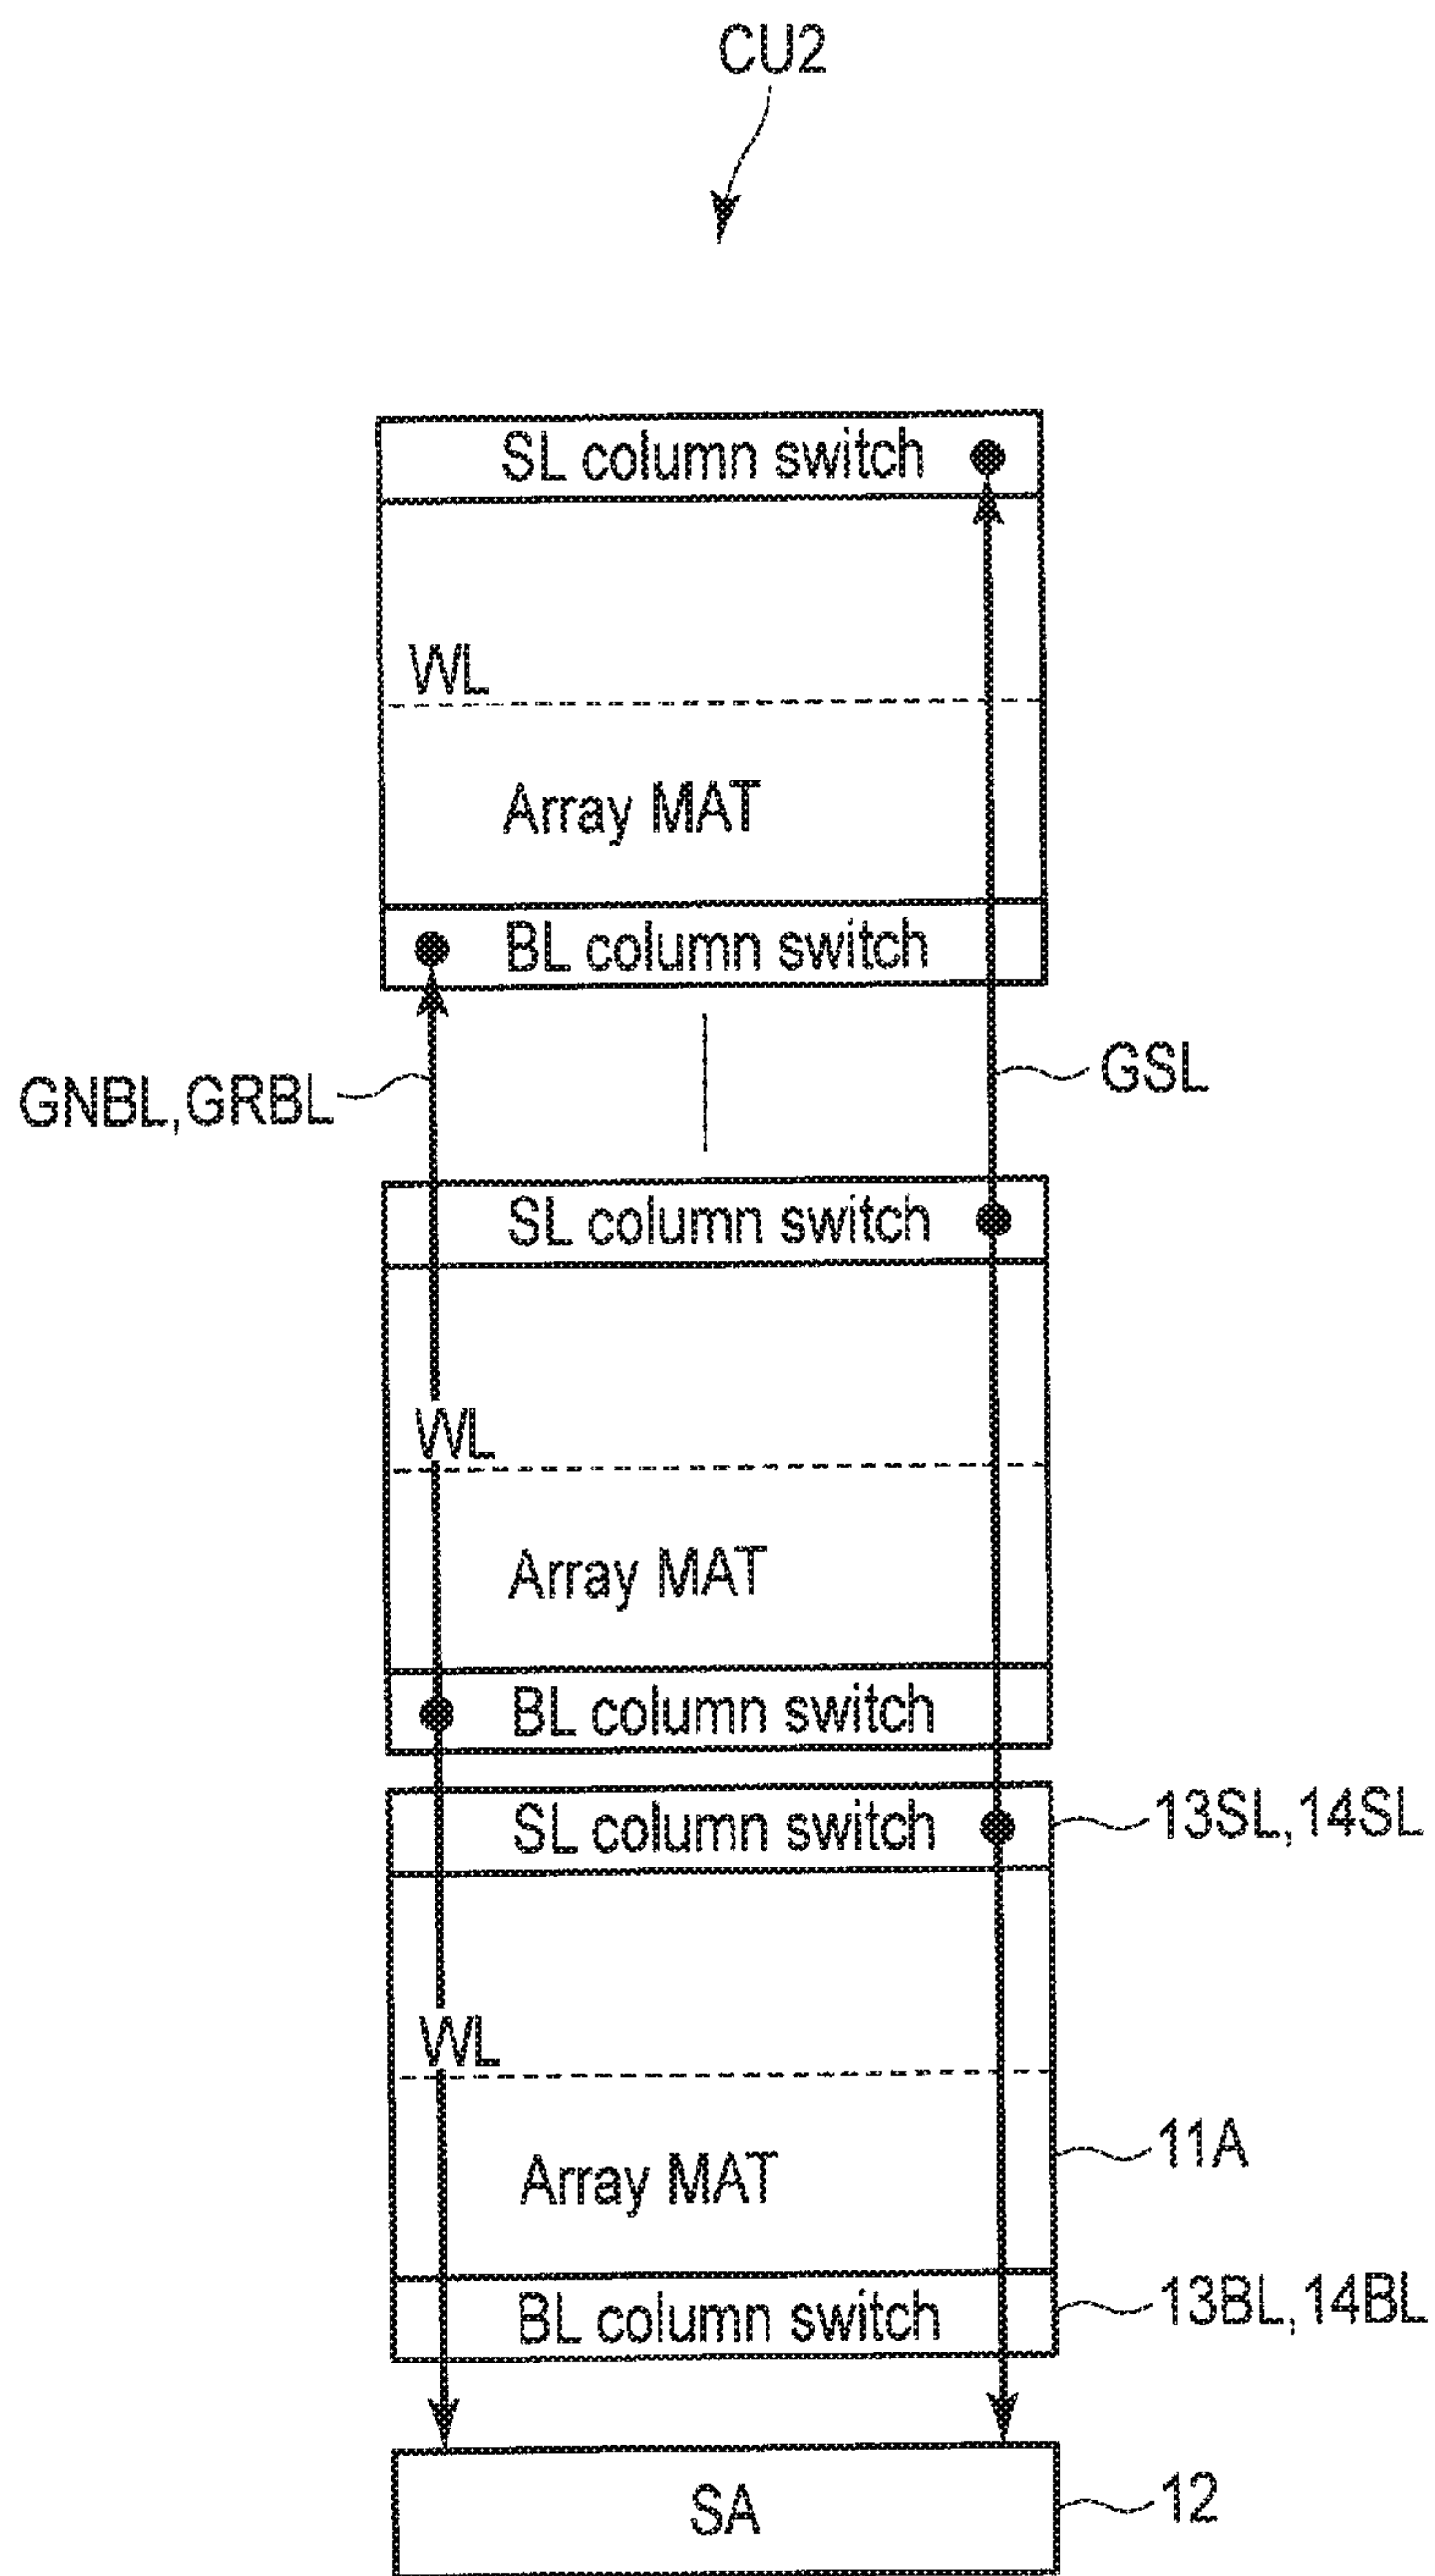 CU2
SL column switch
WL
Array MAT
BL column switch
GNBL,GRBL
GSL
SL column switch
WL
Array MAT
BL column switch
SL column switch
13SL,14SL
WL
Array MAT
11A
BL column switch
13BL,14BL
SA
12